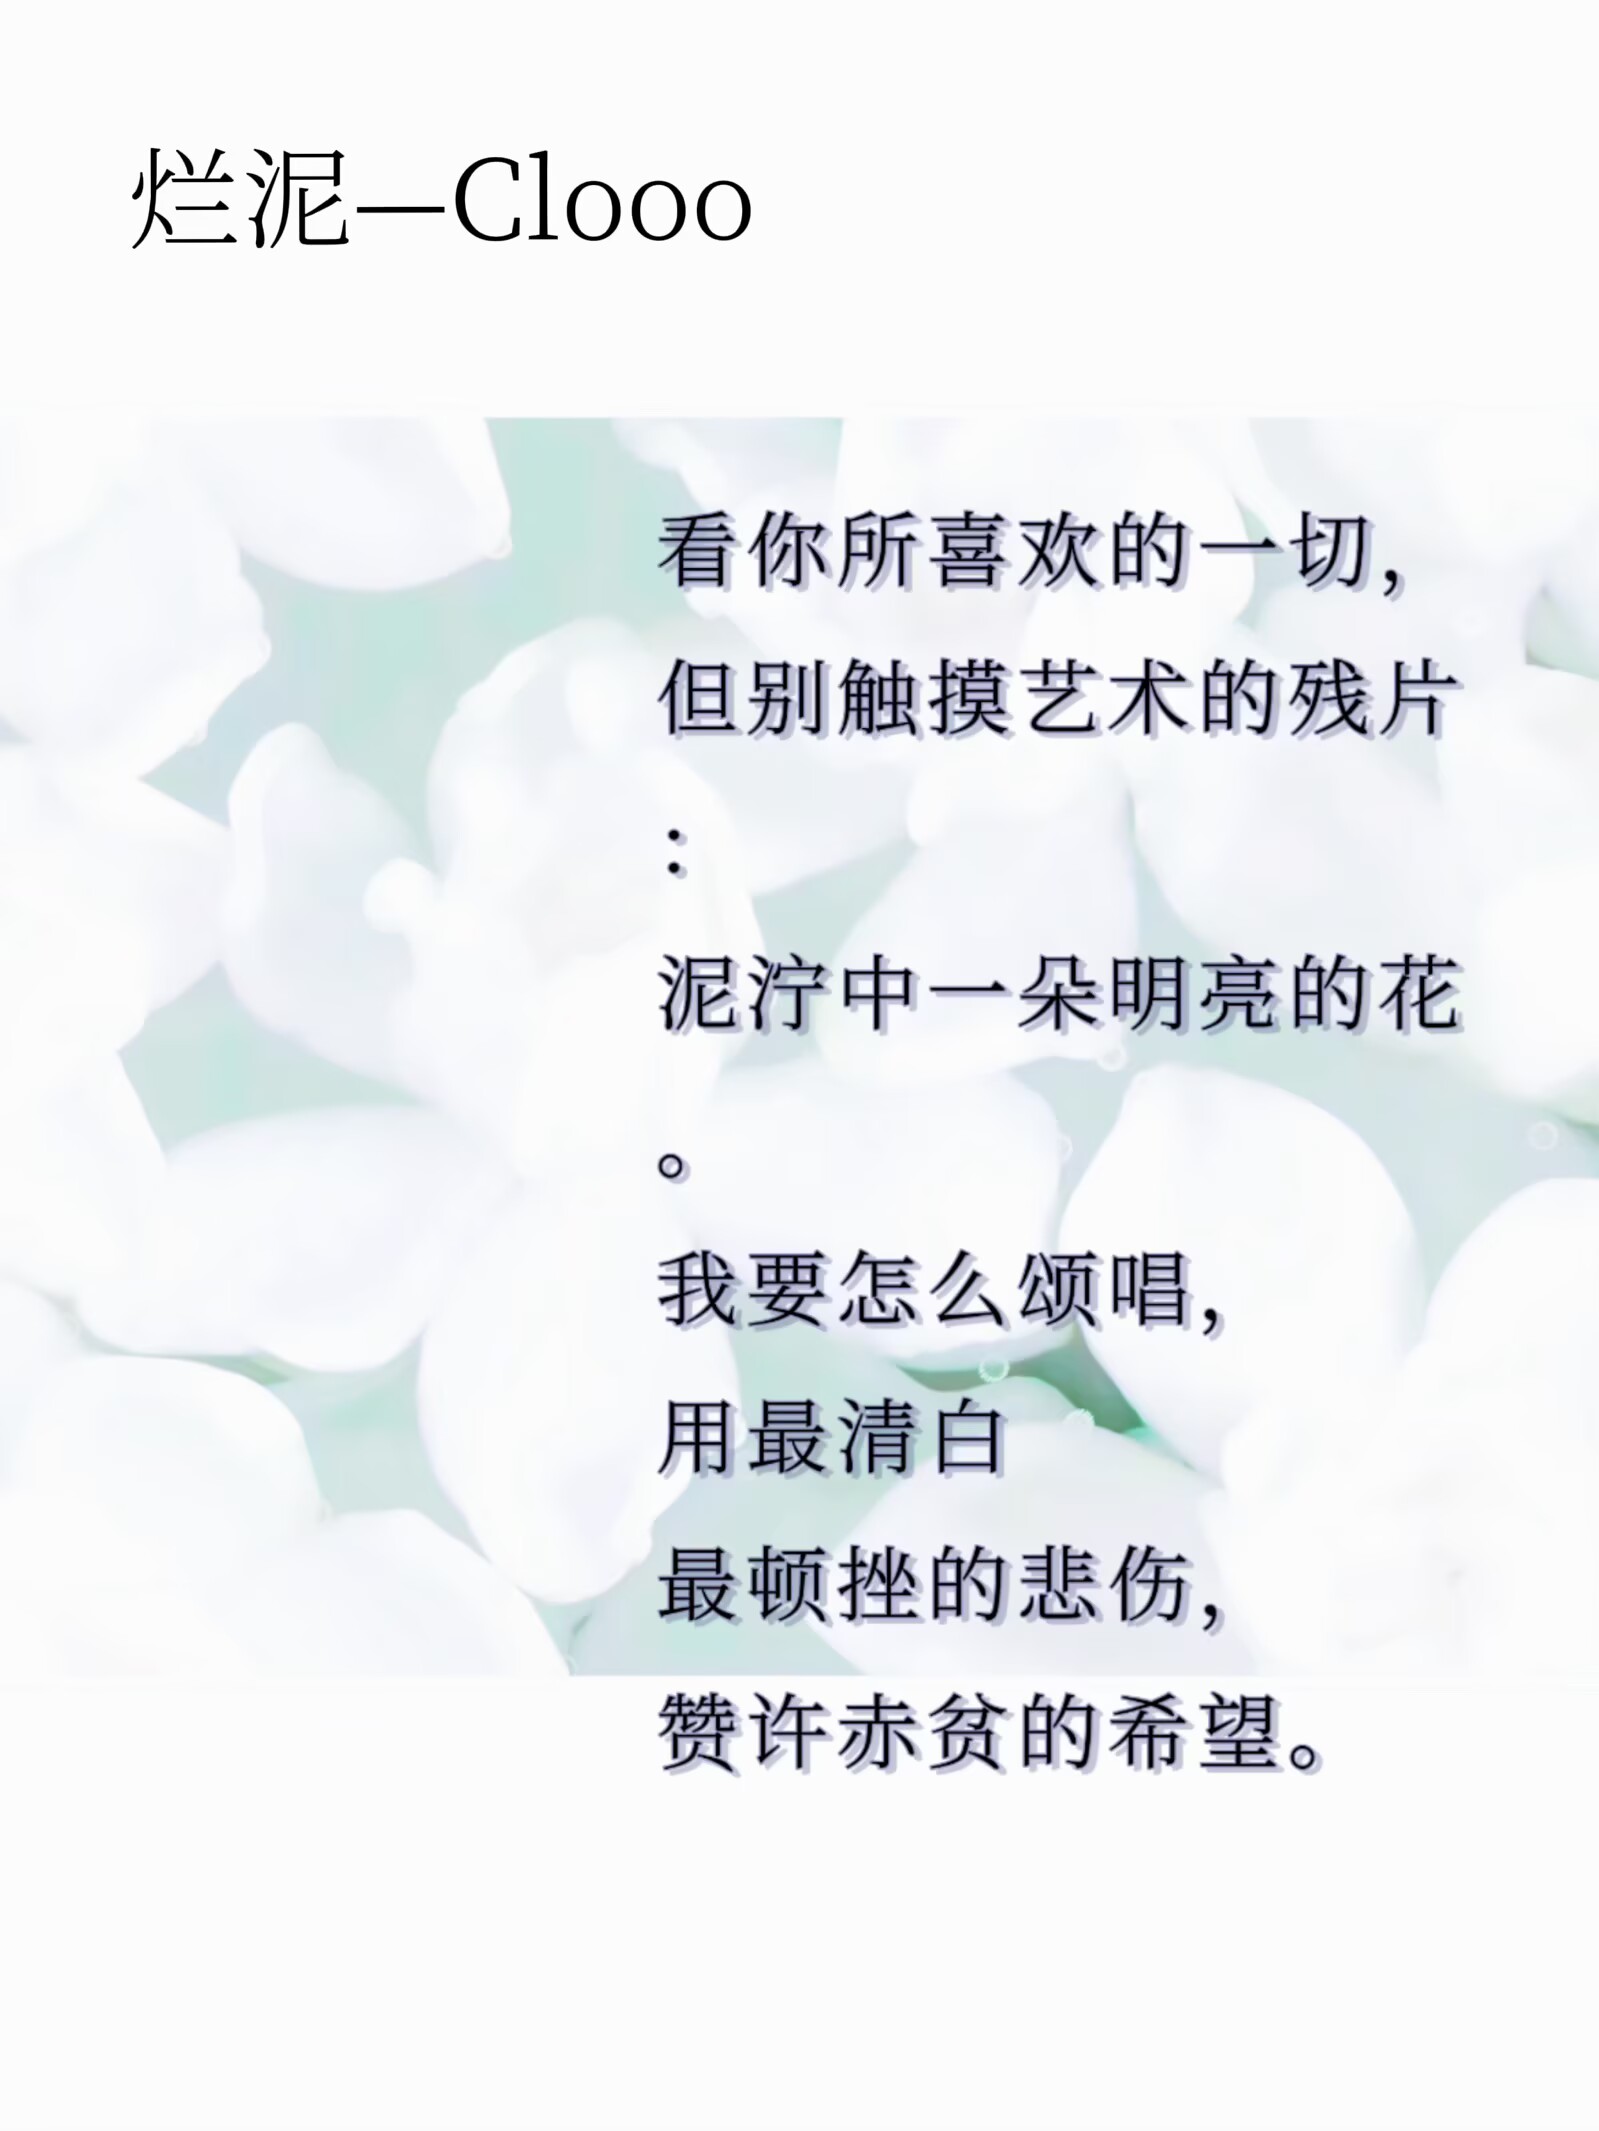 烂泥—Clooo
看你所喜欢的一切，
但别触摸艺术的残片
：
泥泞中一朵明亮的花
。
我要怎么颂唱，
用最清白
最顿挫的悲伤，
赞许赤贫的希望。